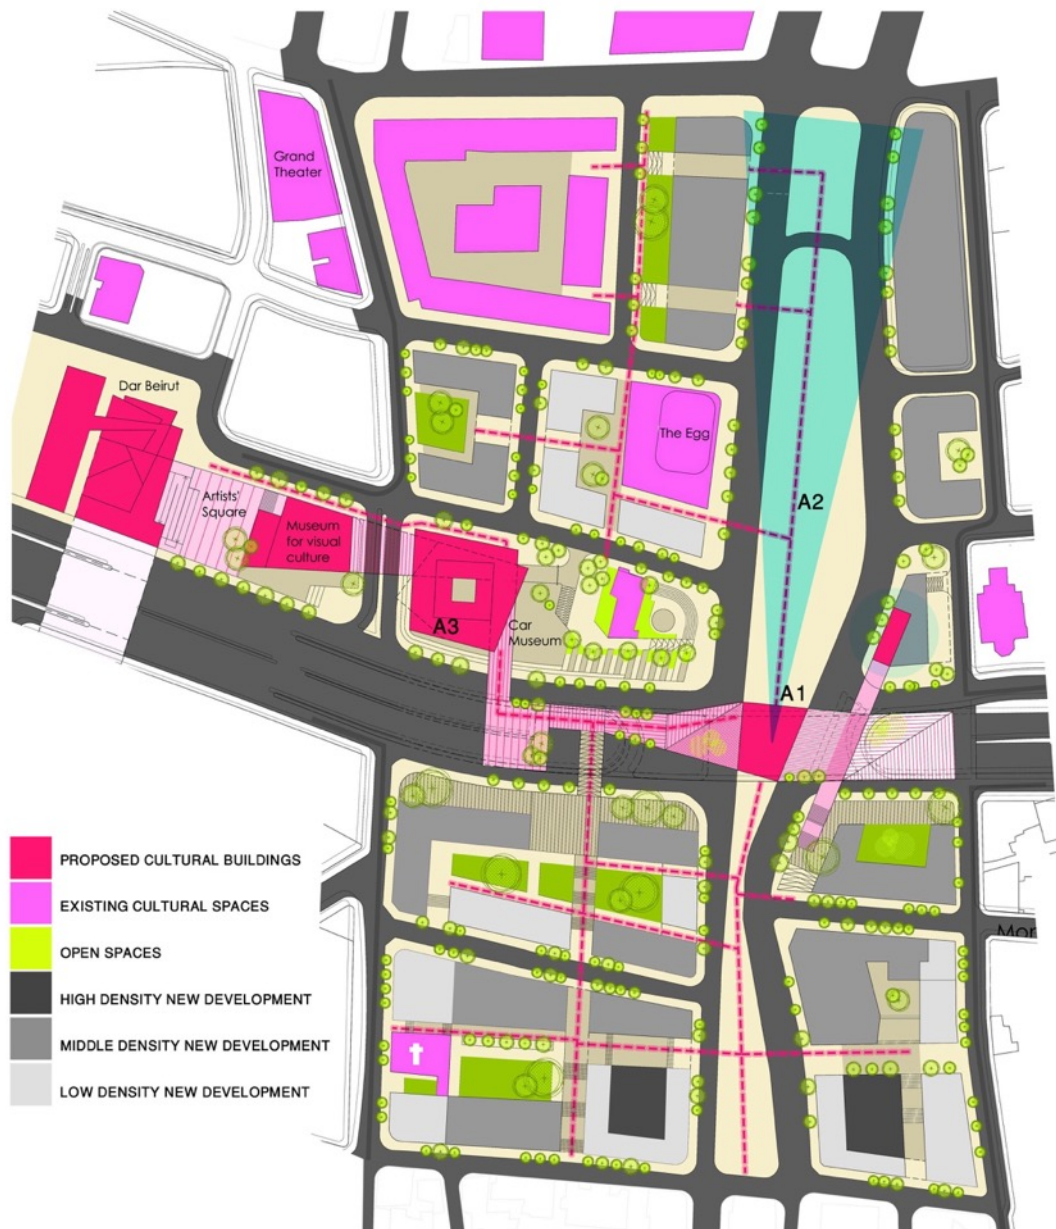 Grand
Theater
Dar Beirut
The Egg
Artists'
Square
Museum
for visual
culture
A2
A3
Car
Museum
A1
PROPOSED CULTURAL BUILDINGS
EXISTING CULTURAL SPACES
OPEN SPACES
Mor
HIGH DENSITY NEW DEVELOPMENT
MIDDLE DENSITY NEW DEVELOPMENT
LOW DENSITY NEW DEVELOPMENT